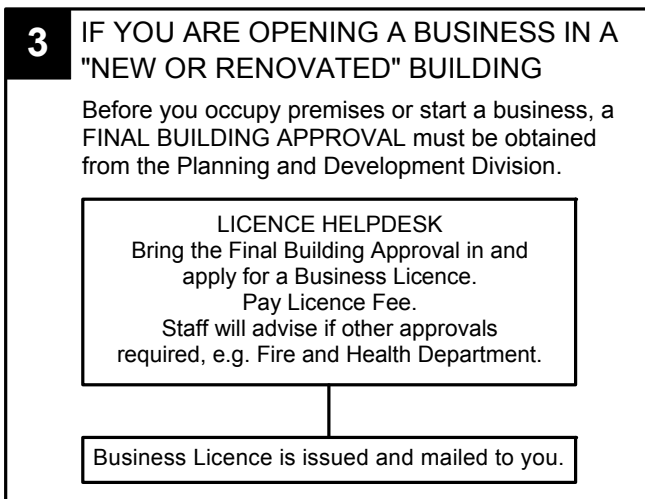 3
IF YOU ARE OPENING A BUSINESS IN A
"NEW OR RENOVATED" BUILDING
Before you occupy premises or start a business, a
FINAL BUILDING APPROVAL must be obtained
from the Planning and Development Division.
LICENCE HELPDESK
Bring the Final Building Approval in and
apply for a Business Licence.
Pay Licence Fee.
Staff will advise if other approvals
required, e.g. Fire and Health Department.
Business Licence is issued and mailed to you.